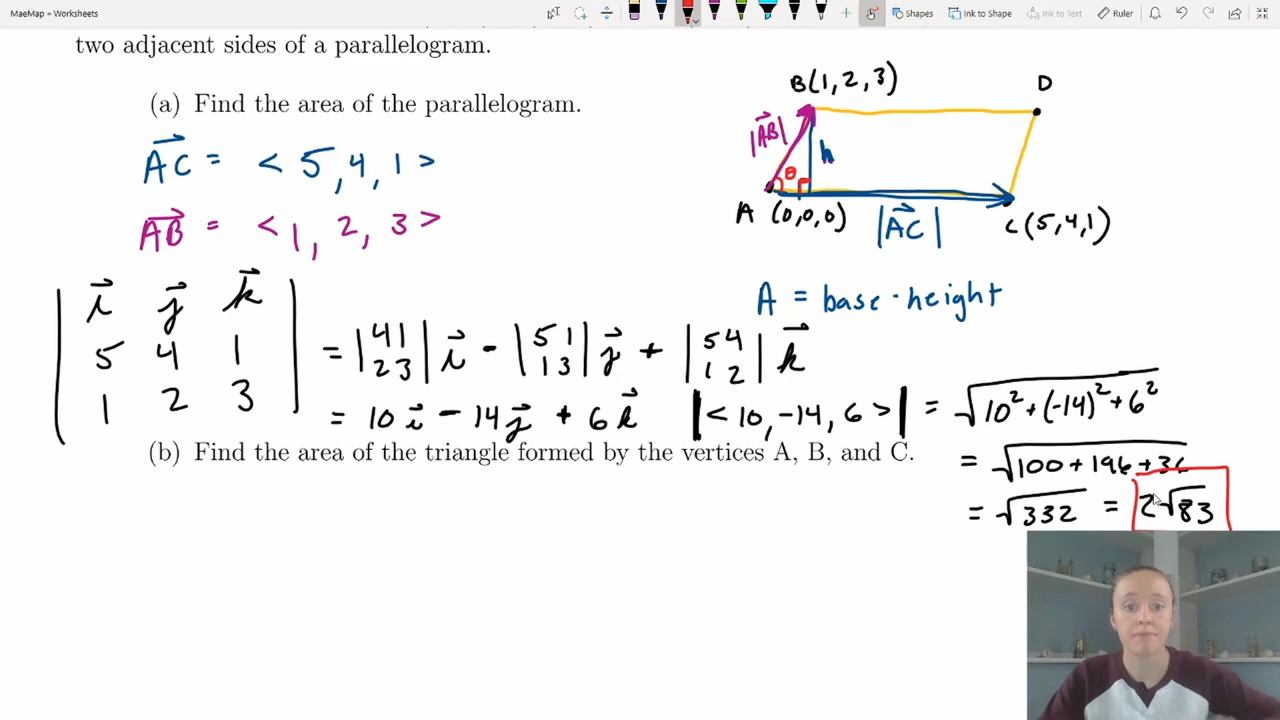 MaeMap » Worksheets
Shapes Ink to Shape Ink to Text Ruler
two adjacent sides of a parallelogram.
(a) Find the area of the parallelogram.
AC⃗ = < 5, 4, 1 >
AB⃗ = < 1, 2, 3 >
B(1, 2, 3) D
|AB⃗|
θ h
A (0,0,0) |AC⃗| C(5,4,1)
A = base · height
| i⃗ j⃗ k⃗ |
| 5 4 1 |
| 1 2 3 |
= |4 1; 2 3| i⃗ - |5 1; 1 3| j⃗ + |5 4; 1 2| k⃗
= 10 i⃗ - 14 j⃗ + 6 k⃗ |< 10, -14, 6 >| = √10² + (-14)² + 6²
= √100 + 196 + 36
= √332 = 2√83
(b) Find the area of the triangle formed by the vertices A, B, and C.